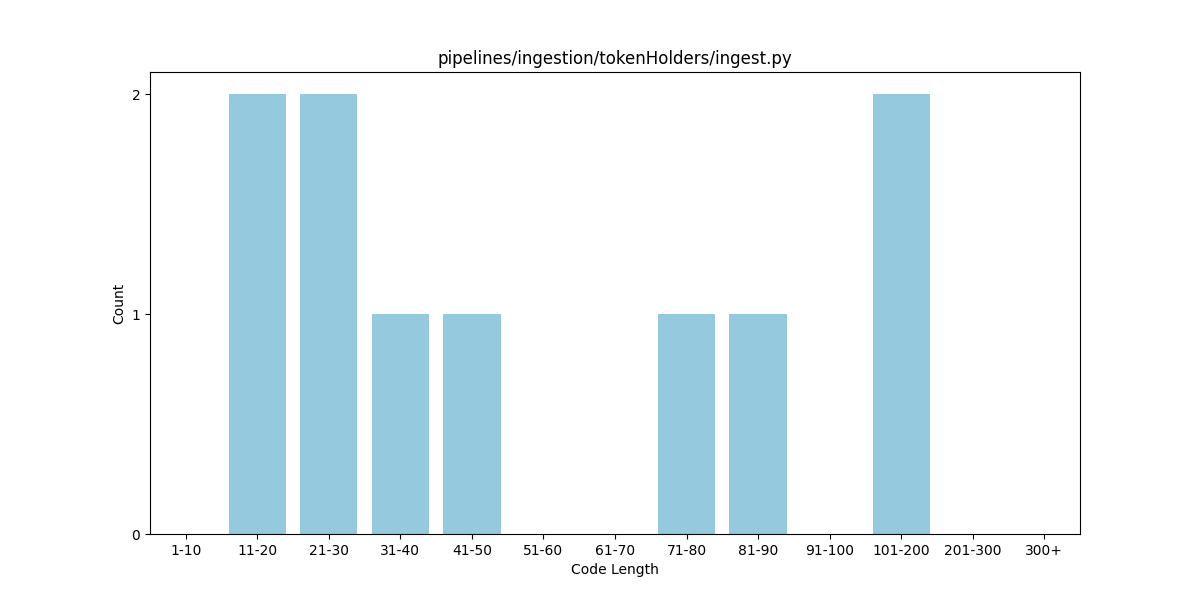 pipelines/ingestion/tokenHolders/ingest.py
2
1
0
Count
1-10 11-20 21-30 31-40 41-50 51-60 61-70 71-80 81-90 91-100 101-200 201-300 300+
Code Length